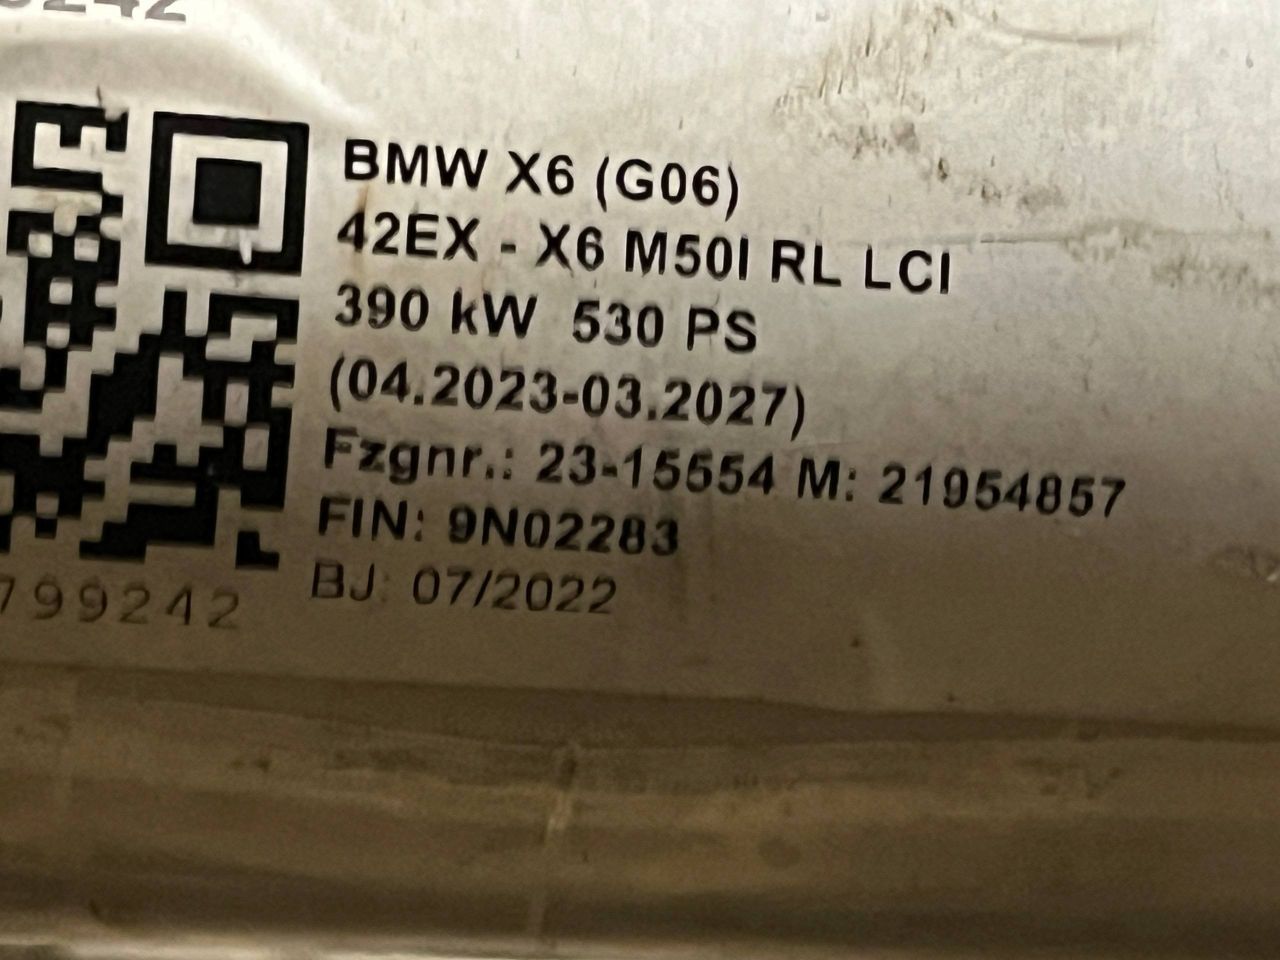 BMW X6 (G06)
42EX - X6 M50I RL LCI
390 kW 530 PS
(04.2023-03.2027)
Fzgnr.: 23-15554 M: 21954857
FIN: 9N02283
BJ: 07/2022
799242